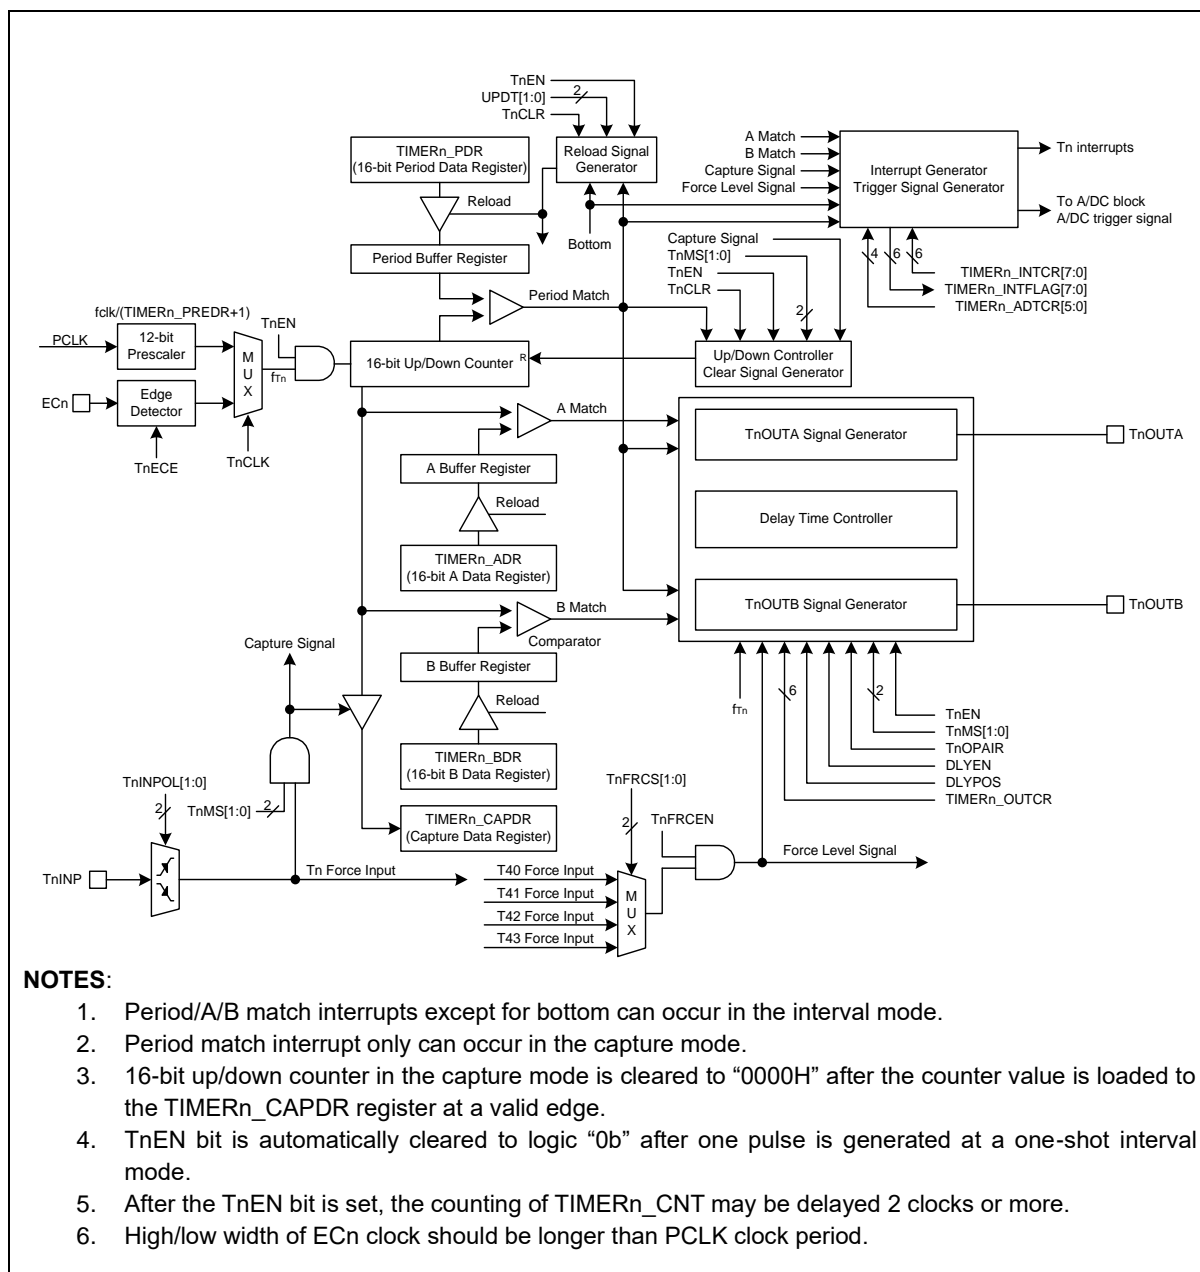 TnEN
UPDT[1:0]
2
TnCLR
TIMERn_PDR
(16-bit Period Data Register)
Reload Signal
Generator
A Match
B Match
Capture Signal
Force Level Signal
Interrupt Generator
Trigger Signal Generator
Tn interrupts
To A/DC block
A/DC trigger signal
Reload
Bottom
Period Buffer Register
Capture Signal
TnMS[1:0]
TnEN
TnCLR
2
4
6
6
TIMERn_INTCR[7:0]
TIMERn_INTFLAG[7:0]
TIMERn_ADTCR[5:0]
Period Match
fclk/(TIMERn_PREDR+1)
PCLK
12-bit
Prescaler
TnEN
M
U
X
fTn
16-bit Up/Down Counter
R
Up/Down Controller
Clear Signal Generator
ECn
Edge
Detector
TnECE
TnCLK
A Match
TnOUTA Signal Generator
TnOUTA
A Buffer Register
Reload
Delay Time Controller
TIMERn_ADR
(16-bit A Data Register)
B Match
TnOUTB Signal Generator
TnOUTB
Comparator
Capture Signal
B Buffer Register
Reload
fTn
6
2
TnEN
TnMS[1:0]
TnOPAIR
DLYEN
DLYPOS
TIMERn_OUTCR
TIMERn_BDR
(16-bit B Data Register)
TnINPOL[1:0]
2
TnMS[1:0]
2
TIMERn_CAPDR
(Capture Data Register)
TnFRCS[1:0]
2
TnFRCEN
Force Level Signal
TnINP
Tn Force Input
T40 Force Input
T41 Force Input
T42 Force Input
T43 Force Input
M
U
X
NOTES:
1. Period/A/B match interrupts except for bottom can occur in the interval mode.
2. Period match interrupt only can occur in the capture mode.
3. 16-bit up/down counter in the capture mode is cleared to “0000H” after the counter value is loaded to
the TIMERn_CAPDR register at a valid edge.
4. TnEN bit is automatically cleared to logic “0b” after one pulse is generated at a one-shot interval
mode.
5. After the TnEN bit is set, the counting of TIMERn_CNT may be delayed 2 clocks or more.
6. High/low width of ECn clock should be longer than PCLK clock period.